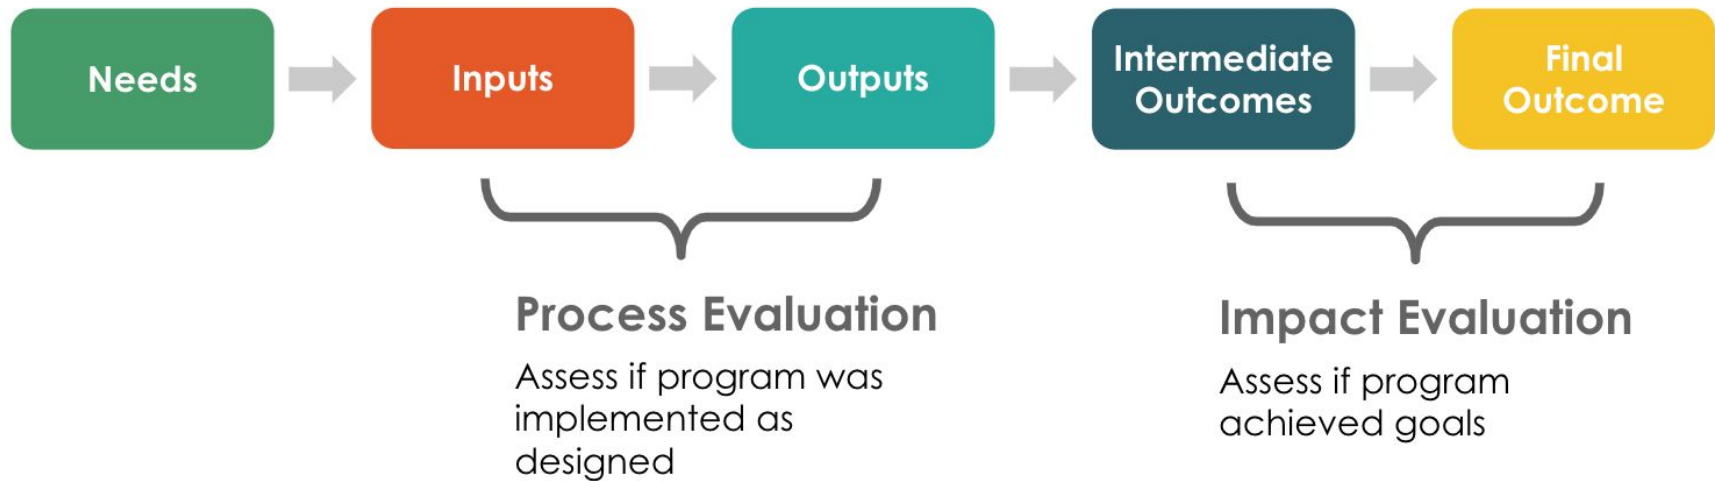 Needs
Inputs
Outputs
Intermediate
Outcomes
Final
Outcome
Process Evaluation
Assess if program was
implemented as
designed
Impact Evaluation
Assess if program
achieved goals